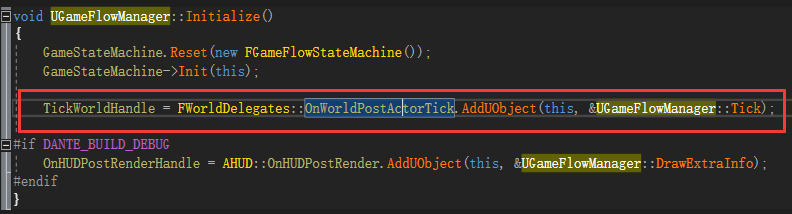 void UGameFlowManager::Initialize()
{
GameStateMachine.Reset(new FGameFlowStateMachine());
GameStateMachine->Init(this);
TickWorldHandle = FWorldDelegates::OnWorldPostActorTick.AddUObject(this, &UGameFlowManager::Tick);
#if DANTE_BUILD_DEBUG
OnHUDPostRenderHandle = AHUD::OnHUDPostRender.AddUObject(this, &UGameFlowManager::DrawExtraInfo);
#endif
}